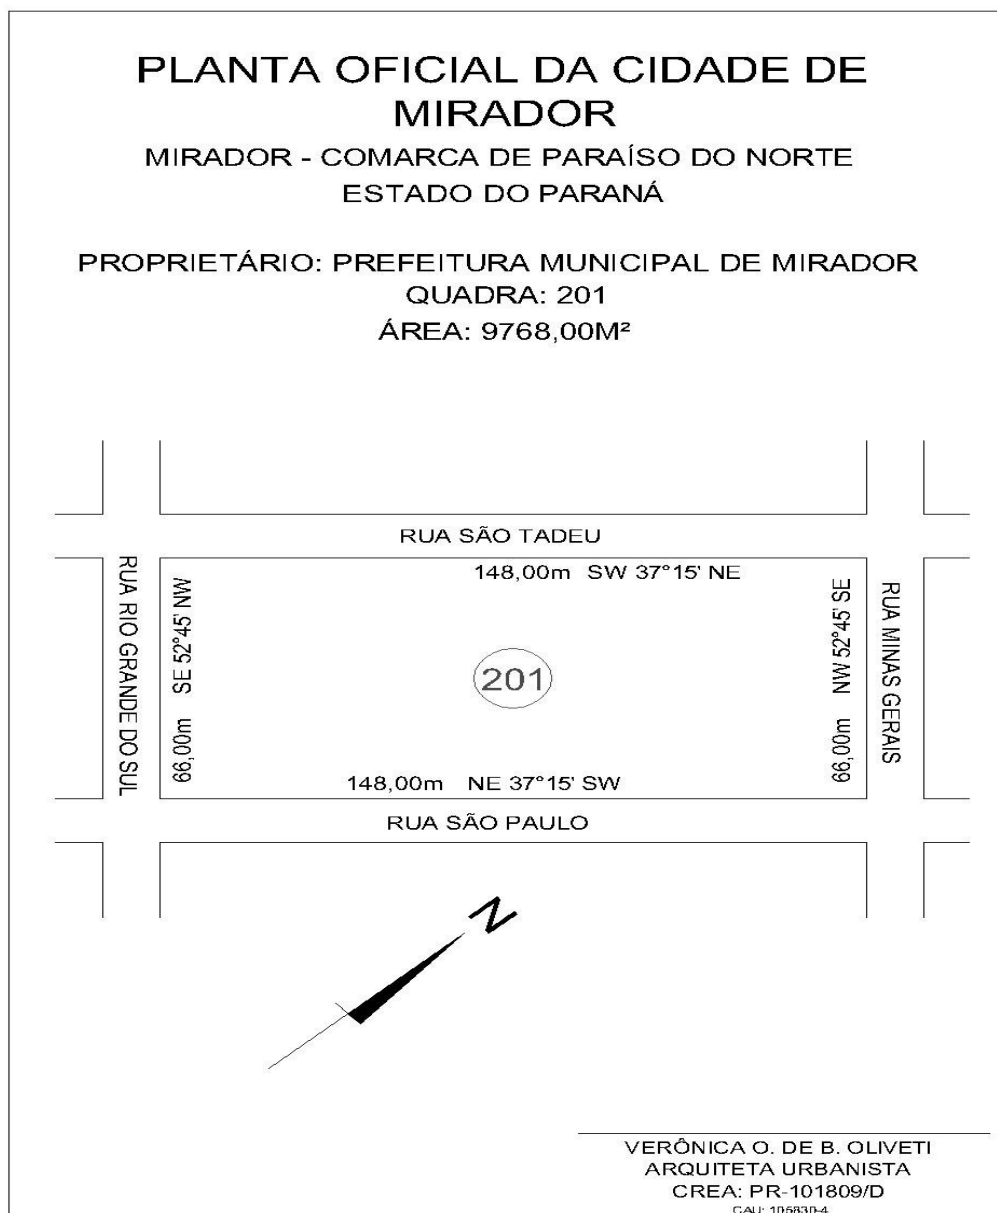 PLANTA OFICIAL DA CIDADE DE
MIRADOR
MIRADOR - COMARCA DE PARAÍSO DO NORTE
ESTADO DO PARANÁ
PROPRIETÁRIO: PREFEITURA MUNICIPAL DE MIRADOR
QUADRA: 201
ÁREA: 9768,00M²
RUA SÃO TADEU
148,00m SW 37°15' NE
RUA RIO GRANDE DO SUL
66,00m SE 52°45' NW
201
66,00m NW 52°45' SE
RUA MINAS GERAIS
148,00m NE 37°15' SW
RUA SÃO PAULO
N
VERÔNICA O. DE B. OLIVETI
ARQUITETA URBANISTA
CREA: PR-101809/D
CAU: 105830-4